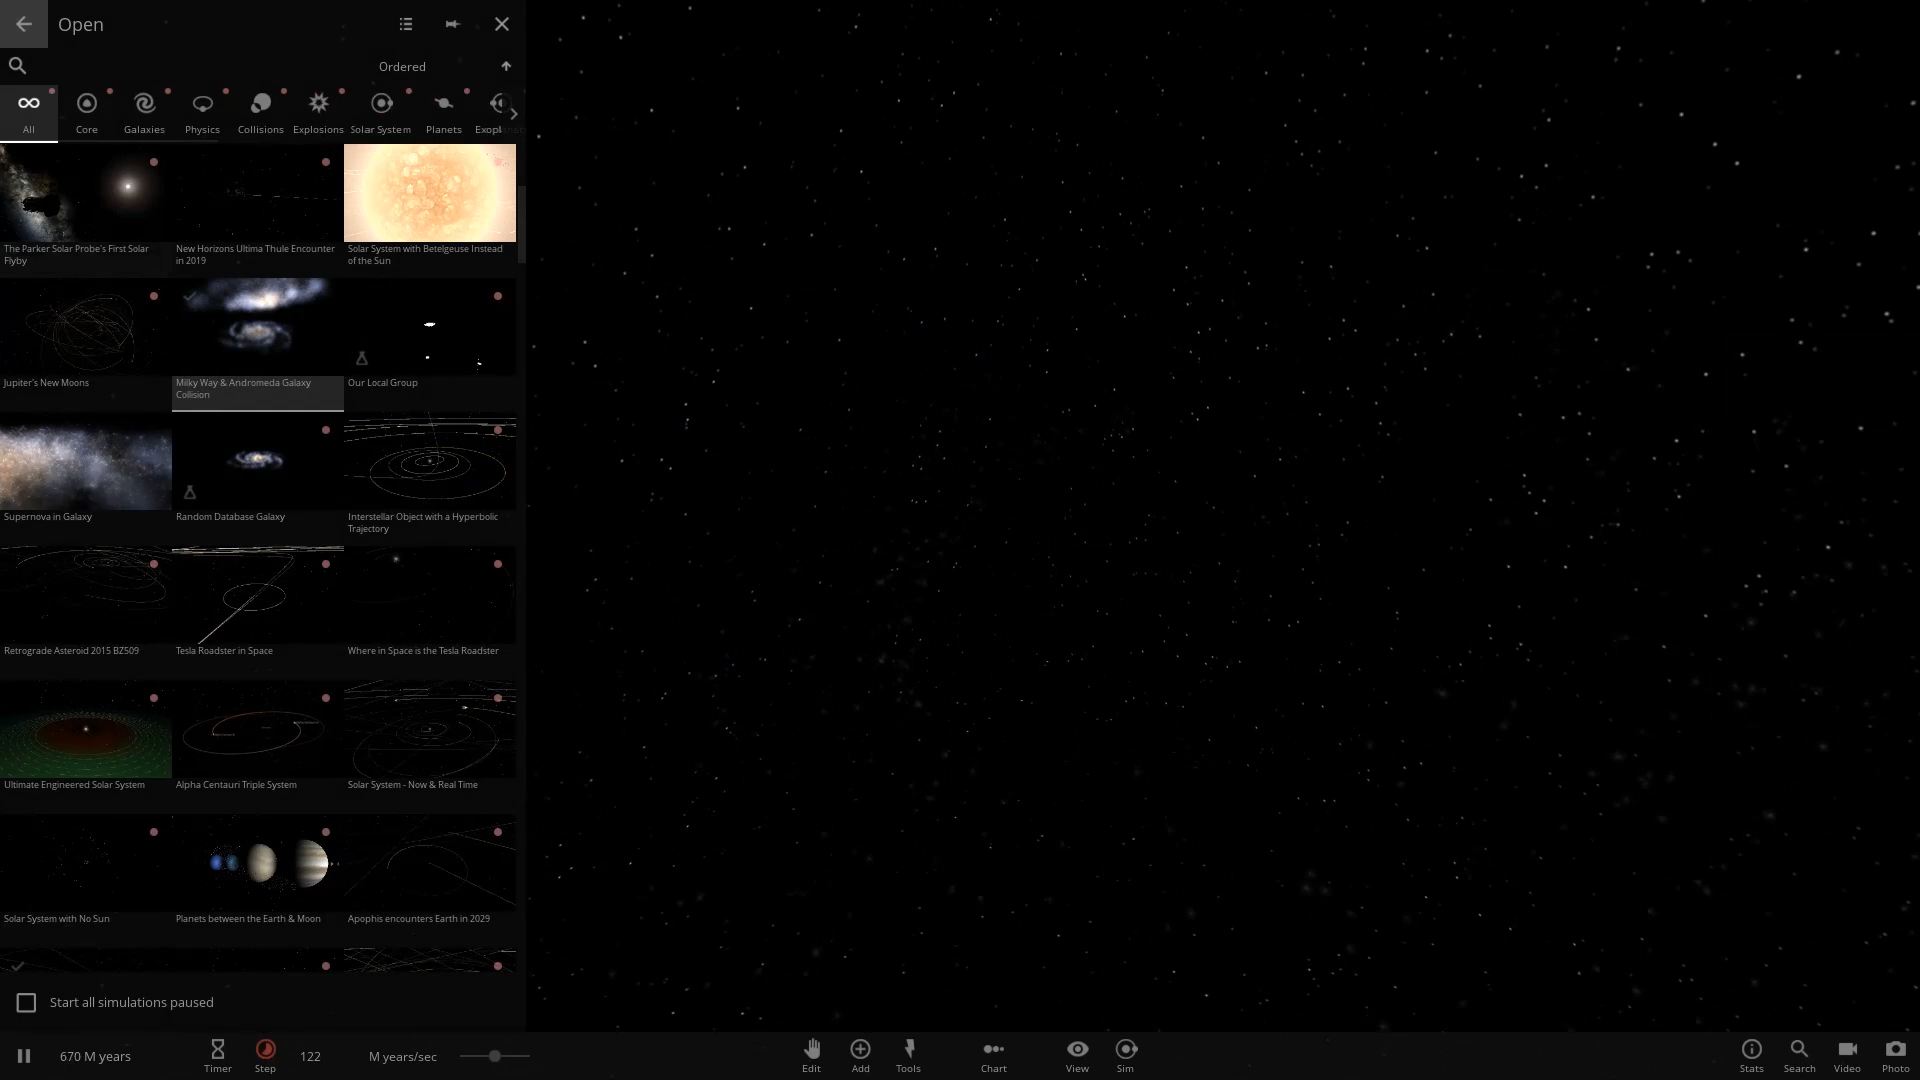 Open
Ordered
All
Core
Galaxies
Physics
Collisions
Explosions
Solar System
Planets
Exopl
The Parker Solar Probe's First Solar
Flyby
New Horizons Ultima Thule Encounter
in 2019
Solar System with Betelgeuse Instead
of the Sun
Jupiter's New Moons
Milky Way & Andromeda Galaxy
Collision
Our Local Group
Supernova in Galaxy
Random Database Galaxy
Interstellar Object with a Hyperbolic
Trajectory
Retrograde Asteroid 2015 BZ509
Tesla Roadster in Space
Where in Space is the Tesla Roadster
Ultimate Engineered Solar System
Alpha Centauri Triple System
Solar System - Now & Real Time
Solar System with No Sun
Planets between the Earth & Moon
Apophis encounters Earth in 2029
Start all simulations paused
670 M years
Timer
Step
122
M years/sec
Edit
Add
Tools
Chart
View
Sim
Stats
Search
Video
Photo